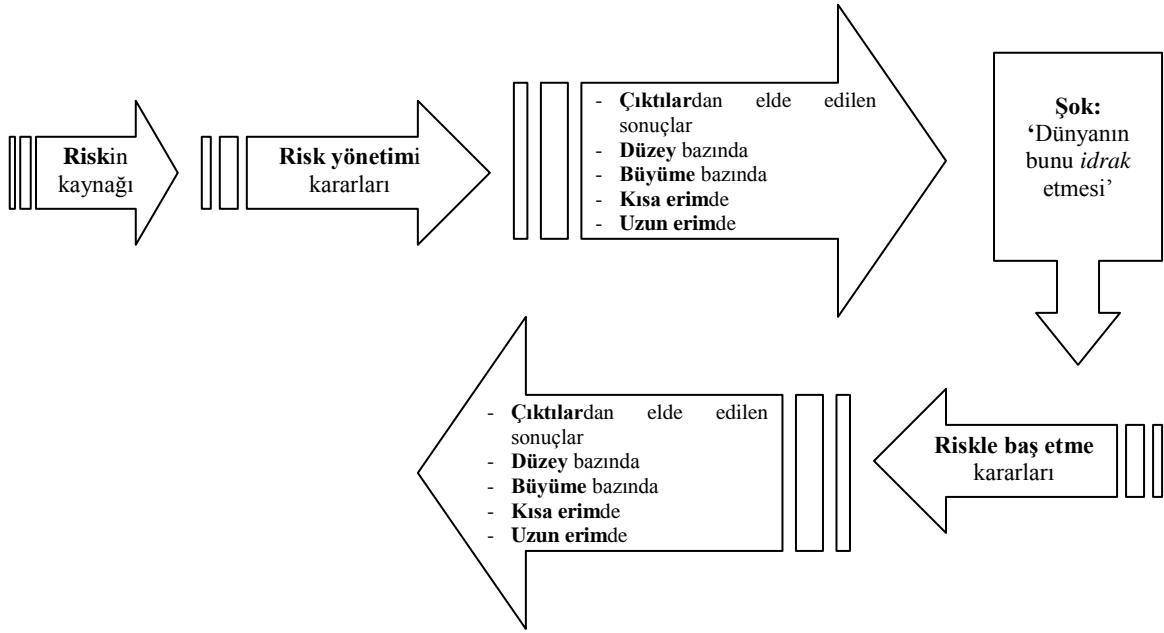 Riskin
kaynağı
Risk yönetimi
kararları
- Çıktılardan elde edilen
sonuçlar
- Düzey bazında
- Büyüme bazında
- Kısa erimde
- Uzun erimde
Şok:
‘Dünyanın
bunu idrak
etmesi’
Riskle baş etme
kararları
- Çıktılardan elde edilen
sonuçlar
- Düzey bazında
- Büyüme bazında
- Kısa erimde
- Uzun erimde